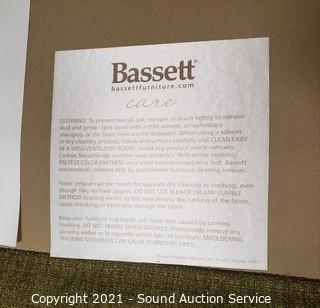 Bassett®
bassettfurniture.com
care
CLEANING: To prevent overall soil, vacuum or brush lightly to remove
dust and grime. Spot clean with a mild solvent, an upholstery
shampoo, or the foam from a mild detergent. When using a solvent
or dry cleaning product, follow instructions carefully and CLEAN ONLY
IN A WELL-VENTILATED ROOM. Avoid any product which contains
Carbon Tetrachloride or other toxic materials. With either method,
PRETEST COLOR FASTNESS on a small inconspicuous area first. Bassett
recommends cleaning only by professional furniture cleaning services.
Never remove cushion covers for separate dry cleaning or washing, even
though they do have zippers. DO NOT USE BLEACH OR ANY TUMBLE
METHOD cleaning service as this may destroy the backing of the fabric,
cause shrinking, or otherwise damage the fabric.
Keep your furniture and family safe from fires caused by careless
smoking. DO NOT SMOKE WHEN DROWSY. Immediately remove any
glowing ember or lit cigarette which falls on furniture. SMOLDERING
SMOKING MATERIALS CAN CAUSE FURNITURE FIRES.
Copyright 2021 - Sound Auction Service